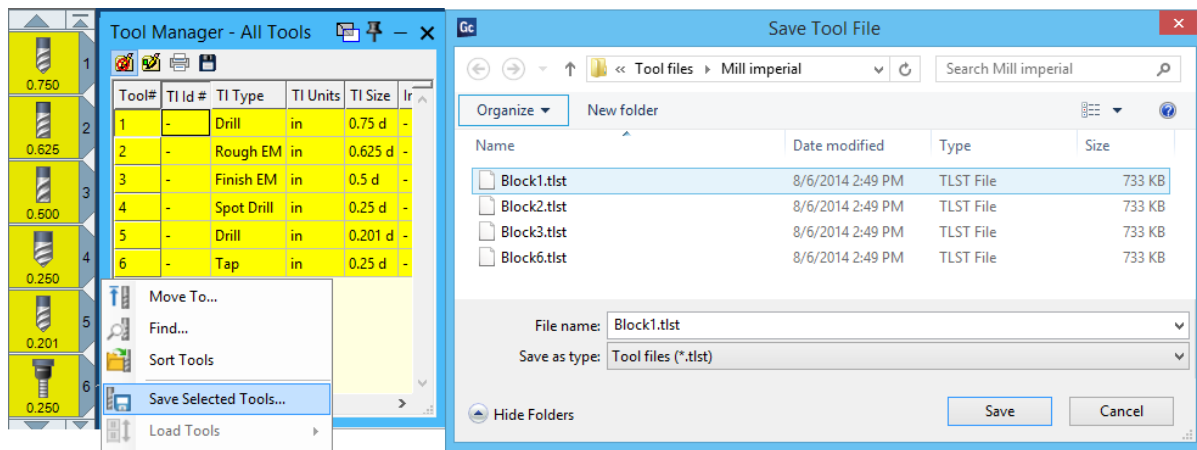 0.750
1
0.625
2
0.500
3
0.250
4
0.201
5
0.250
6
Tool Manager - All Tools
Tool# TI Id # TI Type TI Units TI Size
1 - Drill in 0.75 d -
2 - Rough EM in 0.625 d -
3 - Finish EM in 0.5 d -
4 - Spot Drill in 0.25 d -
5 - Drill in 0.201 d -
6 - Tap in 0.25 d -
Move To...
Find...
Sort Tools
Save Selected Tools...
Load Tools
Gc Save Tool File
« Tool files Mill imperial
Search Mill imperial
Organize New folder
Name Date modified Type Size
Block1.tlst 8/6/2014 2:49 PM TLST File 733 KB
Block2.tlst 8/6/2014 2:49 PM TLST File 733 KB
Block3.tlst 8/6/2014 2:49 PM TLST File 733 KB
Block6.tlst 8/6/2014 2:49 PM TLST File 733 KB
File name: Block1.tlst
Save as type: Tool files (*.tlst)
Hide Folders
Save Cancel